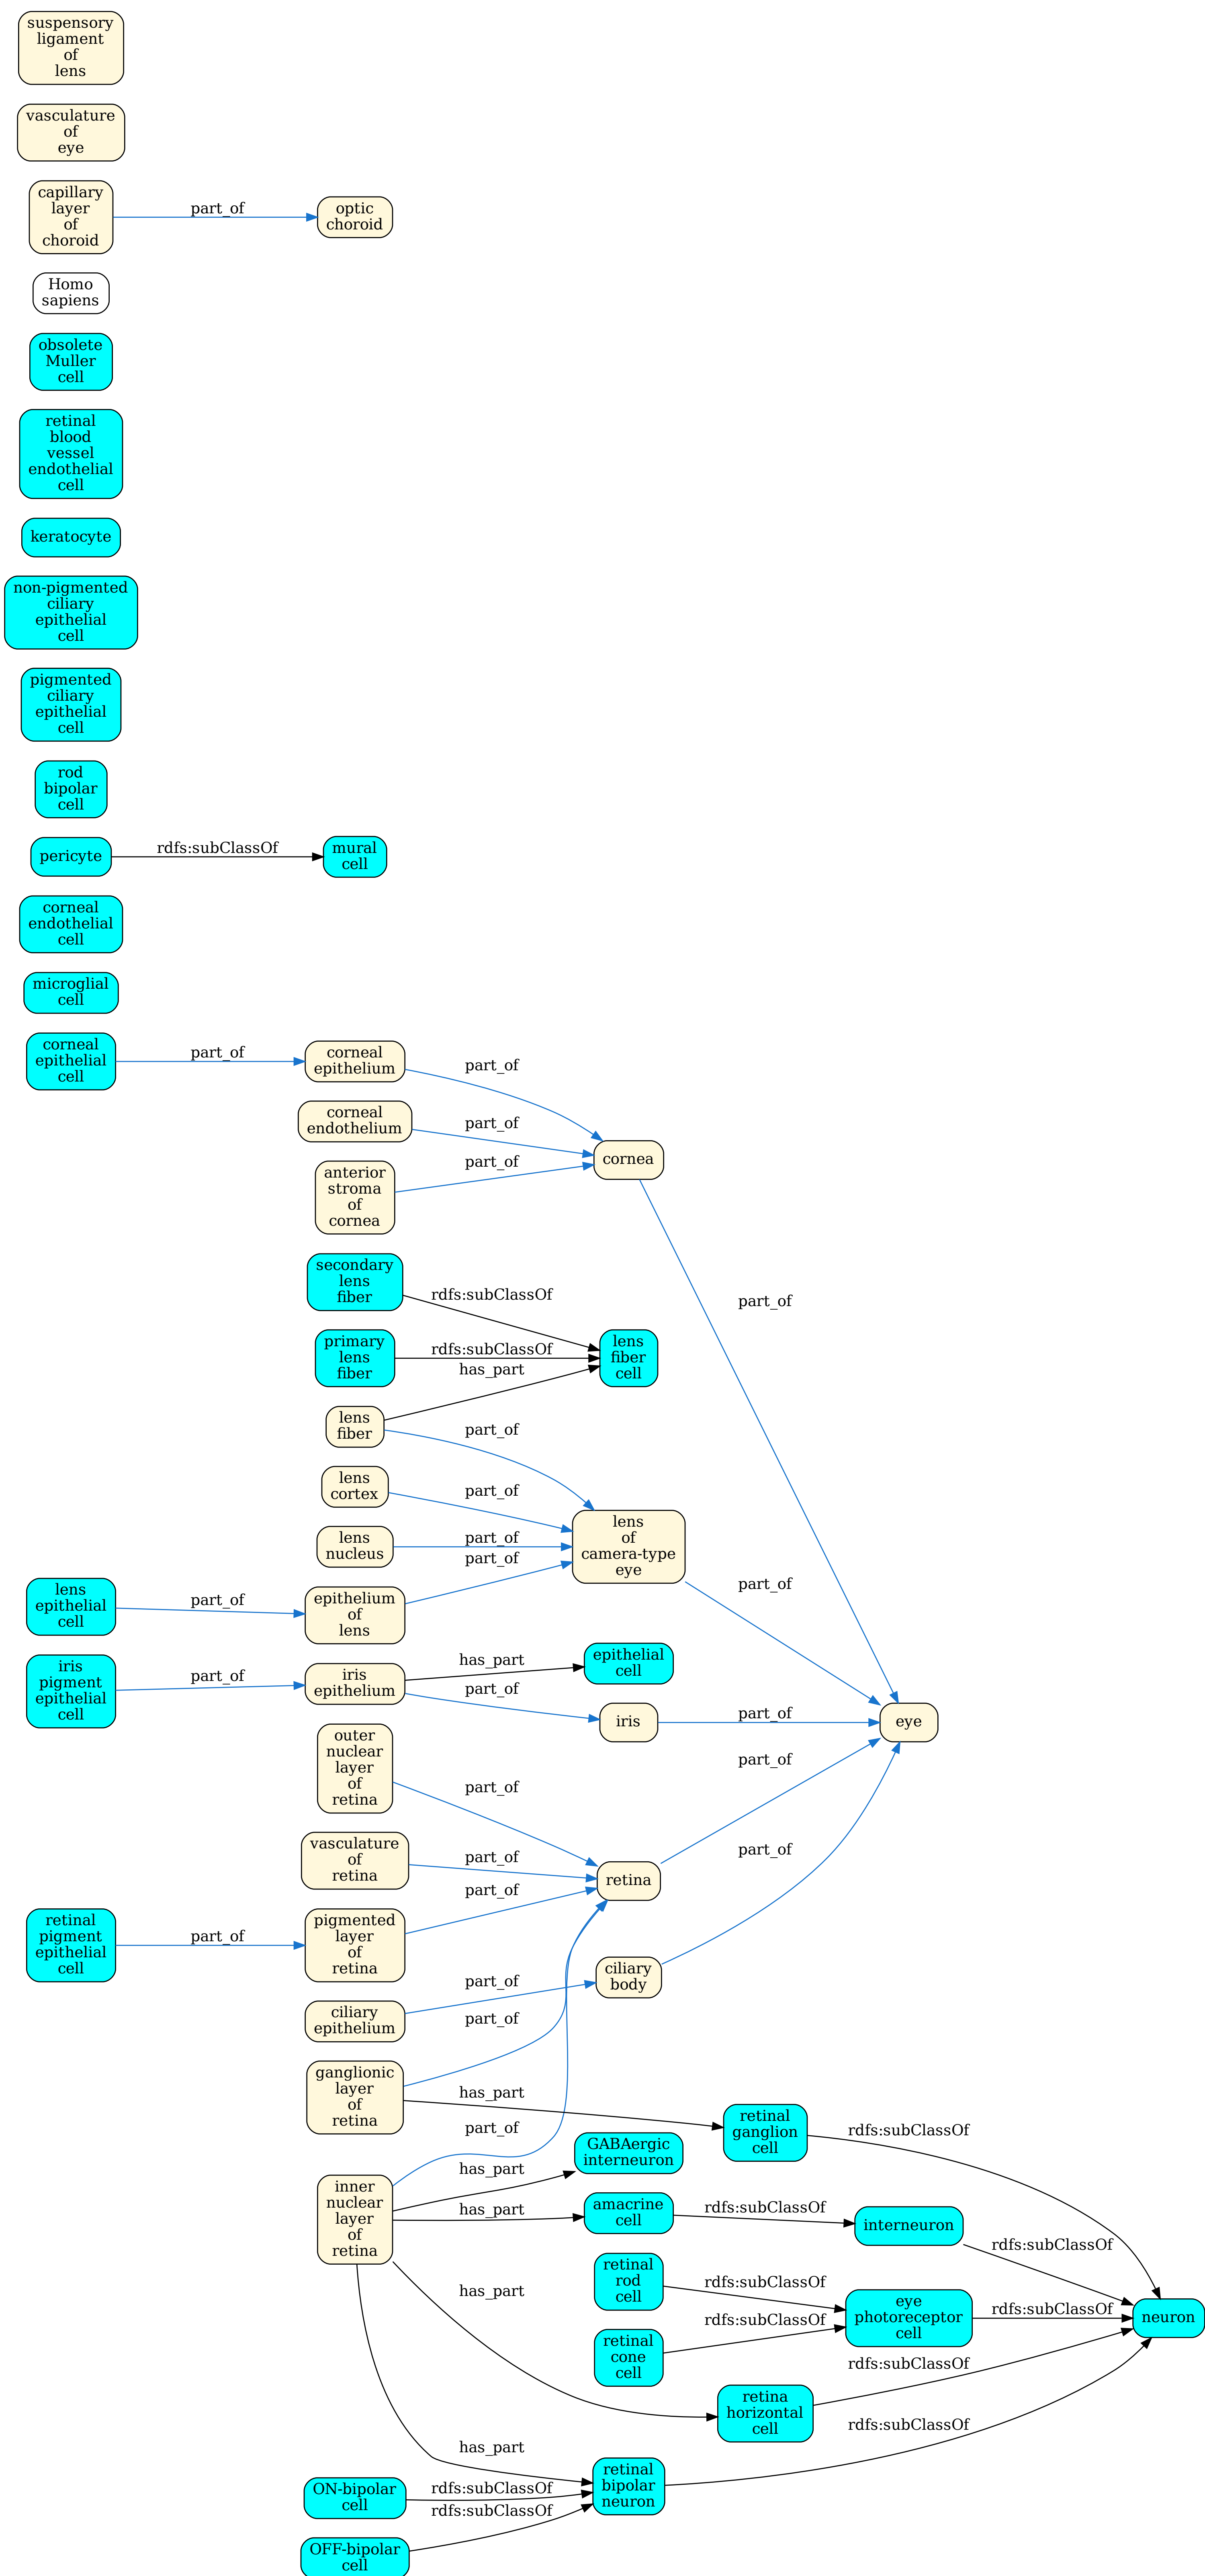 suspensory
ligament
of
lens
vasculature
of
eye
capillary
layer
of
choroid
part_of
optic
choroid
Homo
sapiens
obsolete
Muller
cell
retinal
blood
vessel
endothelial
cell
keratocyte
non-pigmented
ciliary
epithelial
cell
pigmented
ciliary
epithelial
cell
rod
bipolar
cell
pericyte
rdfs:subClassOf
mural
cell
corneal
endothelial
cell
microglial
cell
corneal
epithelial
cell
part_of
corneal
epithelium
part_of
corneal
endothelium
part_of
anterior
stroma
of
cornea
part_of
cornea
part_of
secondary
lens
fiber
rdfs:subClassOf
primary
lens
fiber
rdfs:subClassOf
has_part
lens
fiber
cell
lens
fiber
part_of
lens
cortex
part_of
lens
nucleus
part_of
part_of
lens
of
camera-type
eye
part_of
lens
epithelial
cell
part_of
epithelium
of
lens
iris
pigment
epithelial
cell
part_of
iris
epithelium
has_part
epithelial
cell
part_of
iris
part_of
eye
outer
nuclear
layer
of
retina
part_of
part_of
vasculature
of
retina
part_of
retina
part_of
retinal
pigment
epithelial
cell
part_of
pigmented
layer
of
retina
part_of
ciliary
body
ciliary
epithelium
part_of
part_of
ganglionic
layer
of
retina
has_part
retinal
ganglion
cell
rdfs:subClassOf
part_of
GABAergic
interneuron
has_part
inner
nuclear
layer
of
retina
has_part
amacrine
cell
rdfs:subClassOf
interneuron
rdfs:subClassOf
has_part
retinal
rod
cell
rdfs:subClassOf
eye
photoreceptor
cell
rdfs:subClassOf
neuron
retinal
cone
cell
rdfs:subClassOf
retina
horizontal
cell
rdfs:subClassOf
rdfs:subClassOf
has_part
retinal
bipolar
neuron
ON-bipolar
cell
rdfs:subClassOf
rdfs:subClassOf
OFF-bipolar
cell